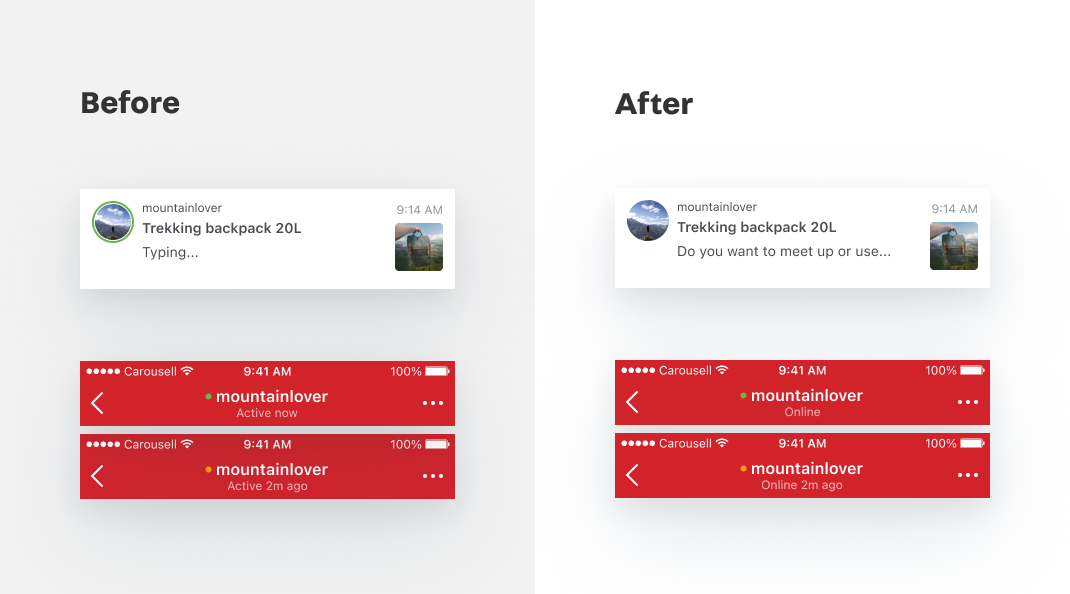 Before
mountainlover
9:14 AM
Trekking backpack 20L
Typing...
Carousell
9:41 AM
100%
mountainlover
Active now
Carousell
9:41 AM
100%
mountainlover
Active 2m ago
After
mountainlover
9:14 AM
Trekking backpack 20L
Do you want to meet up or use...
Carousell
9:41 AM
100%
mountainlover
Online
Carousell
9:41 AM
100%
mountainlover
Online 2m ago